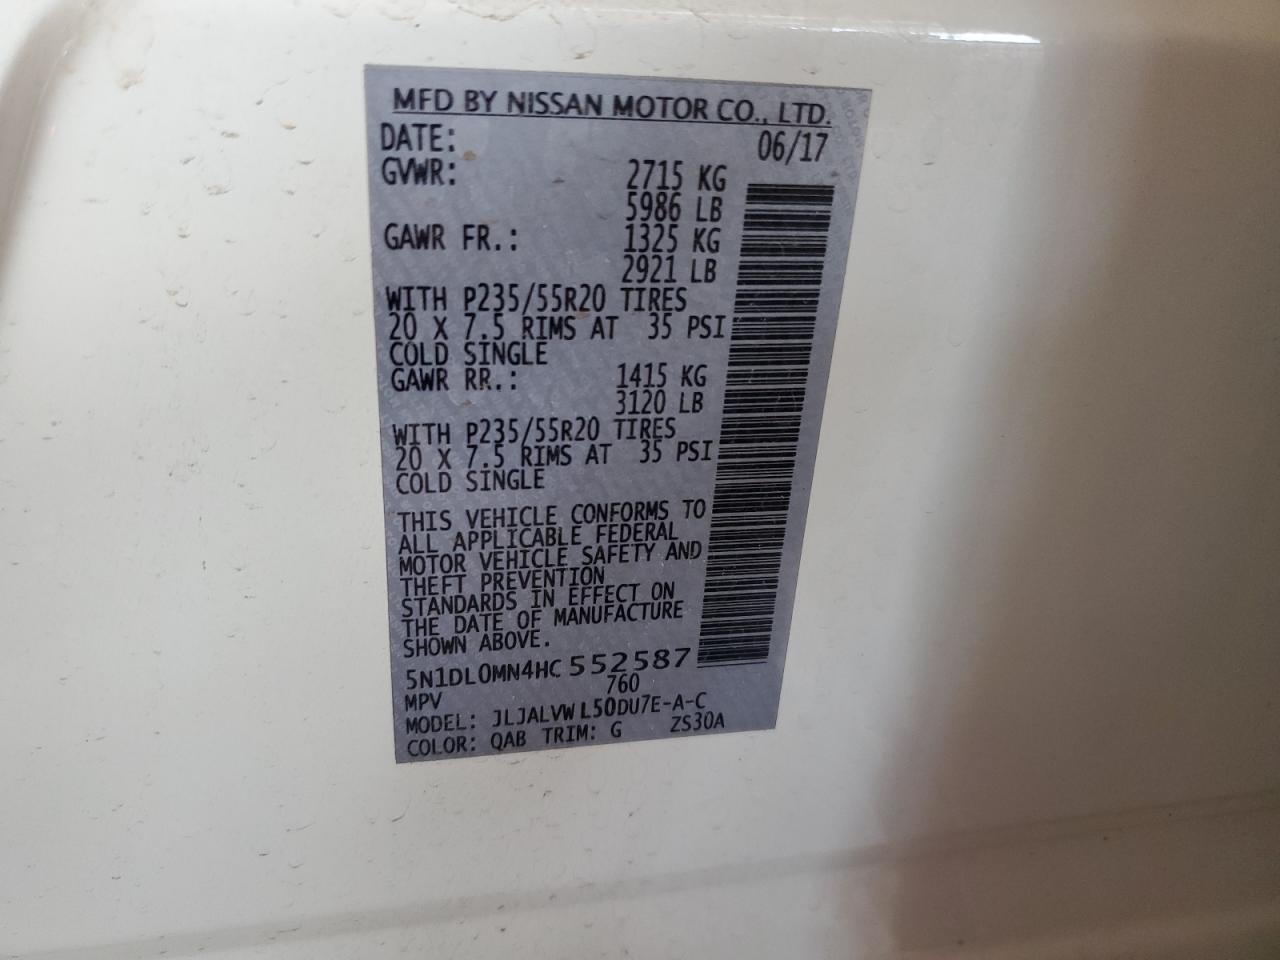 MFD BY NISSAN MOTOR CO., LTD.
DATE: 06/17
GVWR: 2715 KG
5986 LB
GAWR FR.: 1325 KG
2921 LB
WITH P235/55R20 TIRES
20 X 7.5 RIMS AT 35 PSI
COLD SINGLE
GAWR RR.: 1415 KG
3120 LB
WITH P235/55R20 TIRES
20 X 7.5 RIMS AT 35 PSI
COLD SINGLE
THIS VEHICLE CONFORMS TO
ALL APPLICABLE FEDERAL
MOTOR VEHICLE SAFETY AND
THEFT PREVENTION
STANDARDS IN EFFECT ON
THE DATE OF MANUFACTURE
SHOWN ABOVE.
5N1DL0MN4HC552587
MPV 760
MODEL: JLJALVWL50DU7E-A-C
COLOR: QAB TRIM: G ZS30A